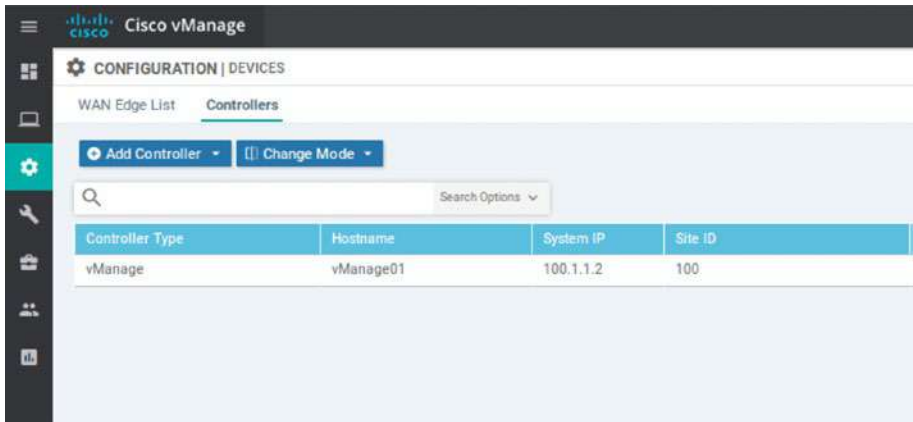 CISCO Cisco vManage
CONFIGURATION | DEVICES
WAN Edge List Controllers
Add Controller Change Mode
Search Options
Controller Type Hostname System IP Site ID
vManage vManage01 100.1.1.2 100